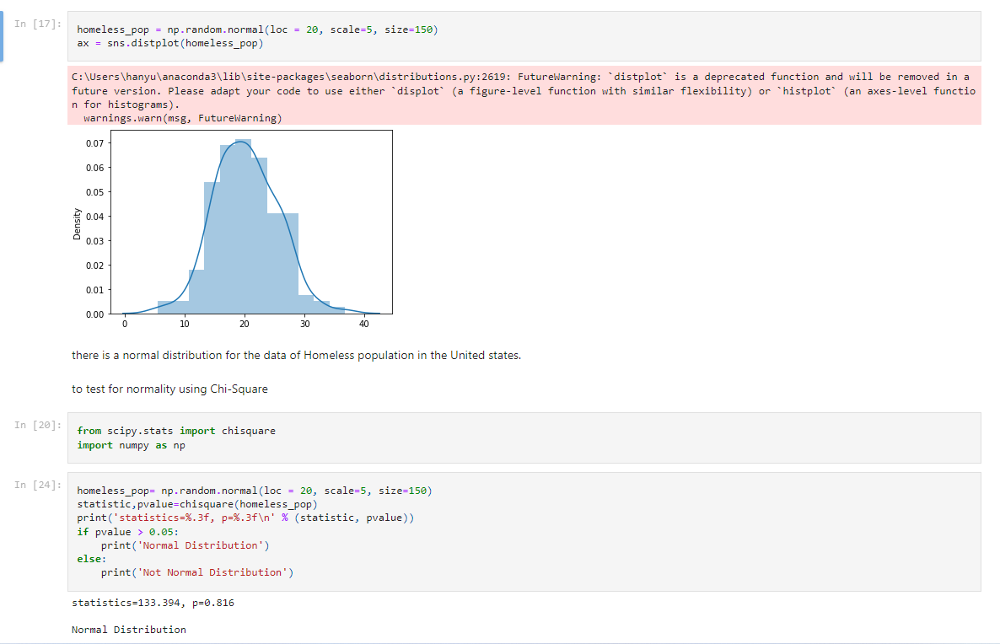 In [17]:
homeless_pop = np.random.normal(loc = 20, scale=5, size=150)
ax = sns.distplot(homeless_pop)
C:\Users\hanyu\anaconda3\lib\site-packages\seaborn\distributions.py:2619: FutureWarning: `distplot` is a deprecated function and will be removed in a
future version. Please adapt your code to use either `displot` (a figure-level function with similar flexibility) or `histplot` (an axes-level functio
n for histograms).
  warnings.warn(msg, FutureWarning)
0.07
0.06
0.05
0.04
0.03
0.02
0.01
0.00
Density
0 10 20 30 40
there is a normal distribution for the data of Homeless population in the United states.
to test for normality using Chi-Square
In [20]:
from scipy.stats import chisquare
import numpy as np
In [24]:
homeless_pop= np.random.normal(loc = 20, scale=5, size=150)
statistic,pvalue=chisquare(homeless_pop)
print('statistics=%.3f, p=%.3f\n' % (statistic, pvalue))
if pvalue > 0.05:
    print('Normal Distribution')
else:
    print('Not Normal Distribution')
statistics=133.394, p=0.816
Normal Distribution